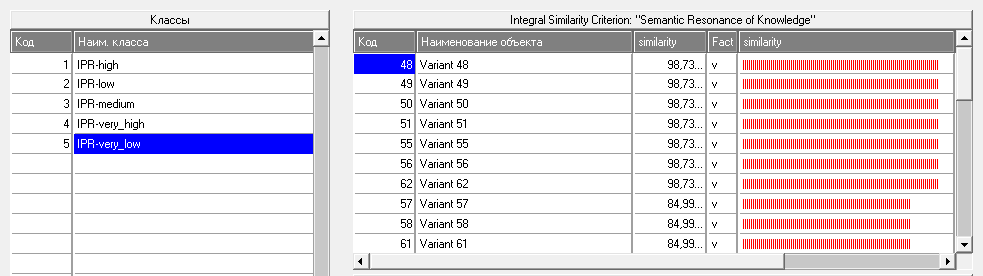 Классы
Код Наим. класса
1 IPR-high
2 IPR-low
3 IPR-medium
4 IPR-very_high
5 IPR-very_low
Integral Similarity Criterion: "Semantic Resonance of Knowledge"
Код Наименование объекта similarity Fact similarity
48 Variant 48 98,73... v
49 Variant 49 98,73... v
50 Variant 50 98,73... v
51 Variant 51 98,73... v
55 Variant 55 98,73... v
56 Variant 56 98,73... v
62 Variant 62 98,73... v
57 Variant 57 84,99... v
58 Variant 58 84,99... v
61 Variant 61 84,99... v